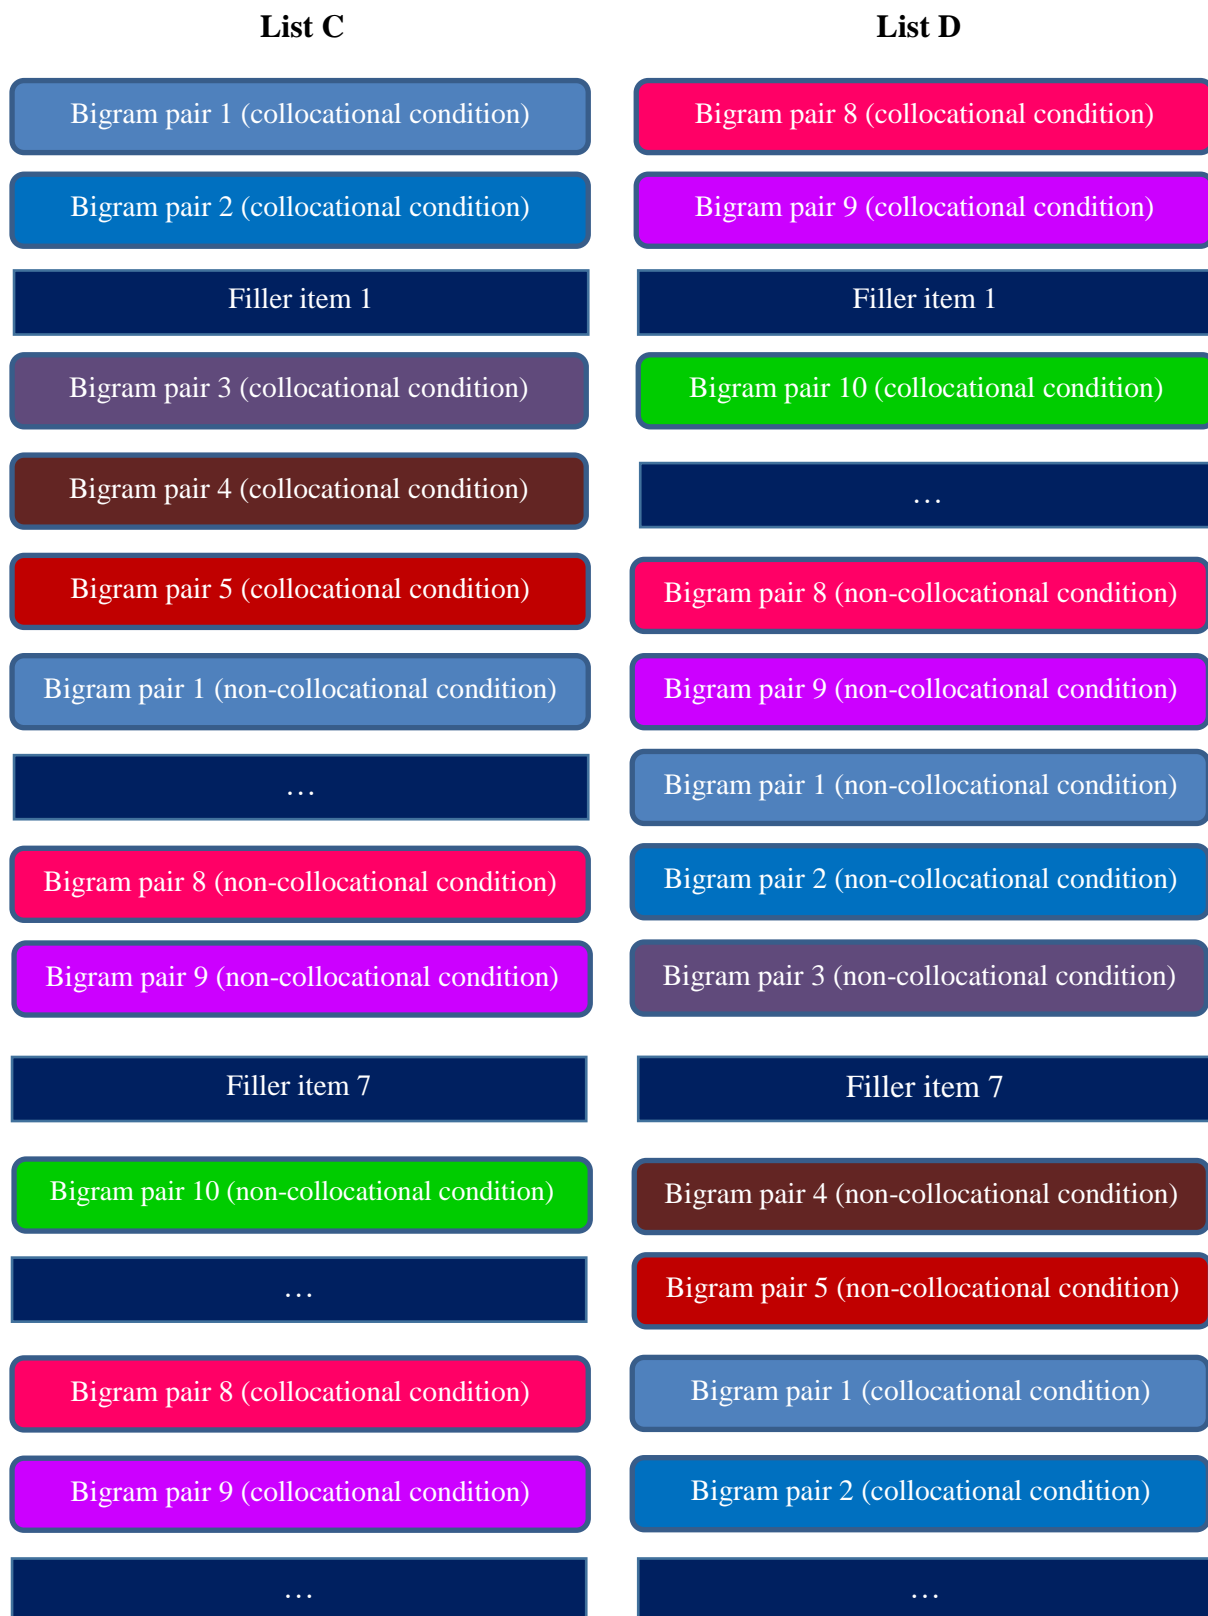 List C
Bigram pair 1 (collocational condition)
Bigram pair 2 (collocational condition)
Filler item 1
Bigram pair 3 (collocational condition)
Bigram pair 4 (collocational condition)
Bigram pair 5 (collocational condition)
Bigram pair 1 (non-collocational condition)
…
Bigram pair 8 (non-collocational condition)
Bigram pair 9 (non-collocational condition)
Filler item 7
Bigram pair 10 (non-collocational condition)
…
Bigram pair 8 (collocational condition)
Bigram pair 9 (collocational condition)
…
List D
Bigram pair 8 (collocational condition)
Bigram pair 9 (collocational condition)
Filler item 1
Bigram pair 10 (collocational condition)
…
Bigram pair 8 (non-collocational condition)
Bigram pair 9 (non-collocational condition)
Bigram pair 1 (non-collocational condition)
Bigram pair 2 (non-collocational condition)
Bigram pair 3 (non-collocational condition)
Filler item 7
Bigram pair 4 (non-collocational condition)
Bigram pair 5 (non-collocational condition)
Bigram pair 1 (collocational condition)
Bigram pair 2 (collocational condition)
…